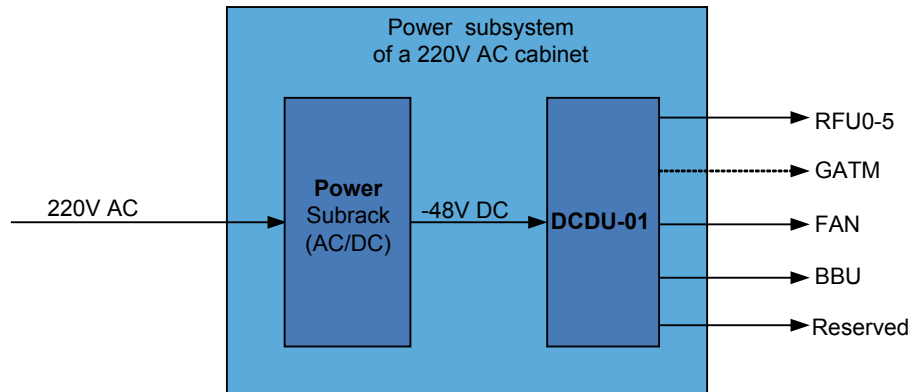 Power subsystem
of a 220V AC cabinet
220V AC
Power
Subrack
(AC/DC)
-48V DC
DCDU-01
RFU0-5
GATM
FAN
BBU
Reserved